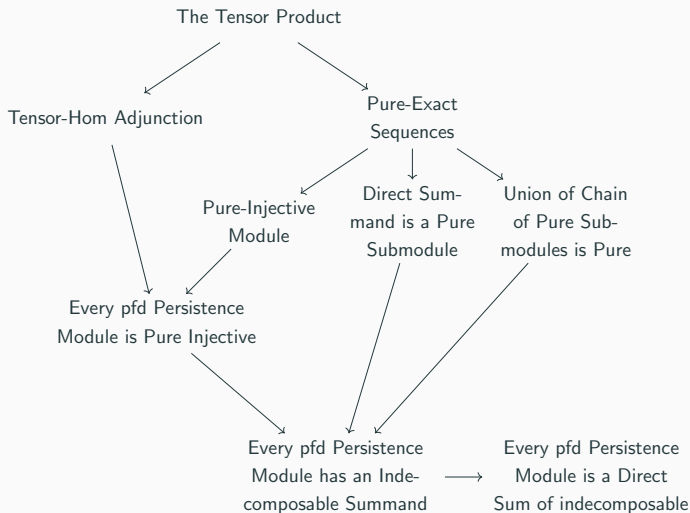 The Tensor Product
Tensor-Hom Adjunction
Pure-Exact
Sequences
Pure-Injective
Module
Direct Sum-
mand is a Pure
Submodule
Union of Chain
of Pure Sub-
modules is Pure
Every pfd Persistence
Module is Pure Injective
Every pfd Persistence
Module has an Inde-
composable Summand
Every pfd Persistence
Module is a Direct
Sum of indecomposable